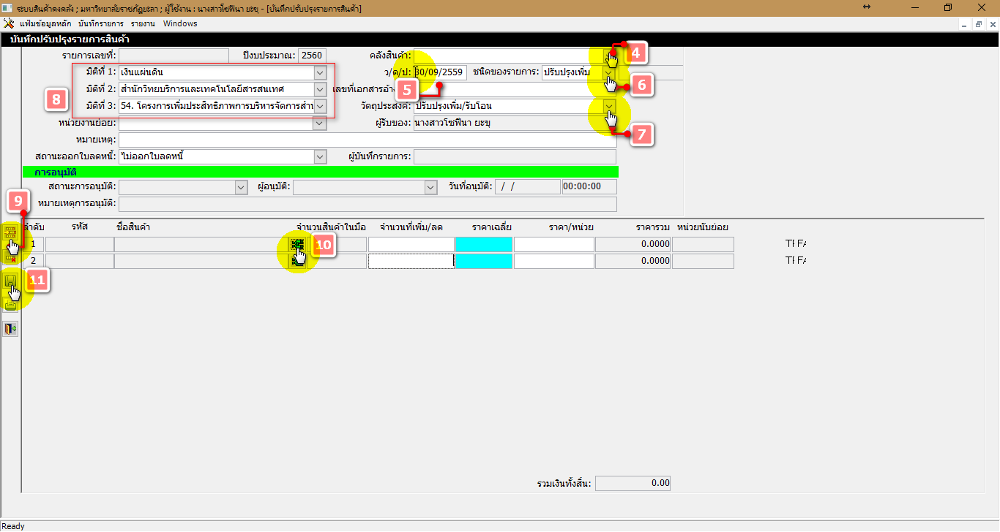 ระบบสินค้าคงคลัง ; มหาวิทยาลัยราชภัฏยะลา ; ผู้ใช้งาน : นางสาวโซฟีนา ยะขุ - [บันทึกปรับปรุงรายการสินค้า]
แฟ้มข้อมูลหลัก บันทึกรายการ รายงาน Windows
บันทึกปรับปรุงรายการสินค้า
รายการเลขที่: ปีงบประมาณ: 2560 คลังสินค้า: 4
มิติที่ 1: เงินแผ่นดิน ว/ด/ป: 30/09/2559 ชนิดของรายการ: ปรับปรุงเพิ่ม 6
8 มิติที่ 2: สำนักวิทยบริการและเทคโนโลยีสารสนเทศ เลขที่เอกสารอ้าง 5
มิติที่ 3: 54. โครงการเพิ่มประสิทธิภาพการบริหารจัดการสำน วัตถุประสงค์: ปรับปรุงเพิ่ม/รับโอน
หน่วยงานย่อย: ผู้รับของ: นางสาวโซฟีนา ยะขุ 7
หมายเหตุ:
สถานะออกใบลดหนี้: ไม่ออกใบลดหนี้ ผู้บันทึกรายการ:
การอนุมัติ
สถานะการอนุมัติ: ผู้อนุมัติ: วันที่อนุมัติ: / / 00:00:00
9 หมายเหตุการอนุมัติ:
ลำดับ รหัส ชื่อสินค้า จำนวนสินค้าในมือ จำนวนที่เพิ่ม/ลด ราคาเฉลี่ย ราคา/หน่วย ราคารวม หน่วยนับย่อย
1 10 0.0000
2 0.0000
11
รวมเงินทั้งสิ้น: 0.00
Ready